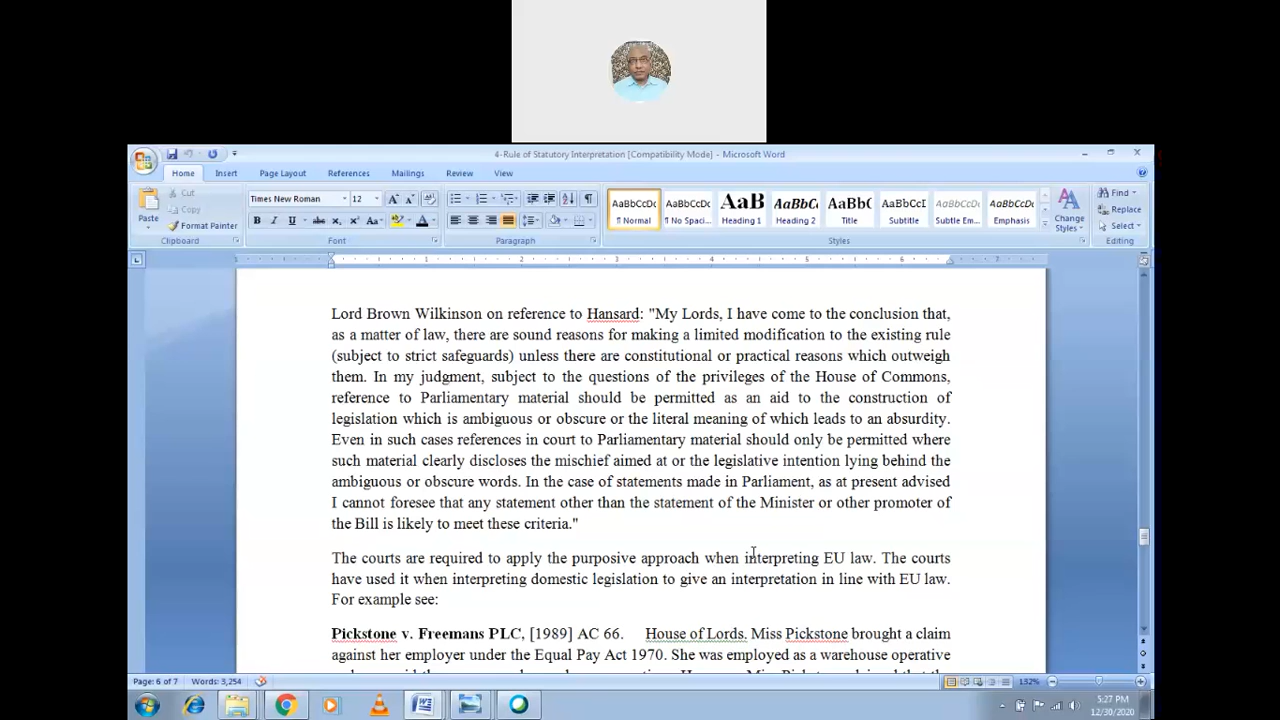 4-Rule of Statutory Interpretation [Compatibility Mode] - Microsoft Word
Home Insert Page Layout References Mailings Review View
Paste Cut Copy Format Painter Clipboard
Times New Roman 12 Font
Paragraph
AaBbCcDc ¶ Normal AaBbCcDc ¶ No Spaci... AaB Heading 1 AaBbC Heading 2 AaBb( Title AaBbCc Subtitle AaBbCcD Subtle Em... AaBbCcD Emphasis Change Styles Styles
Find Replace Select Editing
Lord Brown Wilkinson on reference to Hansard: "My Lords, I have come to the conclusion that,
as a matter of law, there are sound reasons for making a limited modification to the existing rule
(subject to strict safeguards) unless there are constitutional or practical reasons which outweigh
them. In my judgment, subject to the questions of the privileges of the House of Commons,
reference to Parliamentary material should be permitted as an aid to the construction of
legislation which is ambiguous or obscure or the literal meaning of which leads to an absurdity.
Even in such cases references in court to Parliamentary material should only be permitted where
such material clearly discloses the mischief aimed at or the legislative intention lying behind the
ambiguous or obscure words. In the case of statements made in Parliament, as at present advised
I cannot foresee that any statement other than the statement of the Minister or other promoter of
the Bill is likely to meet these criteria."
The courts are required to apply the purposive approach when interpreting EU law. The courts
have used it when interpreting domestic legislation to give an interpretation in line with EU law.
For example see:
Pickstone v. Freemans PLC, [1989] AC 66. House of Lords. Miss Pickstone brought a claim
against her employer under the Equal Pay Act 1970. She was employed as a warehouse operative
Page: 6 of 7 Words: 3,254 132%
5:27 PM
12/30/2020